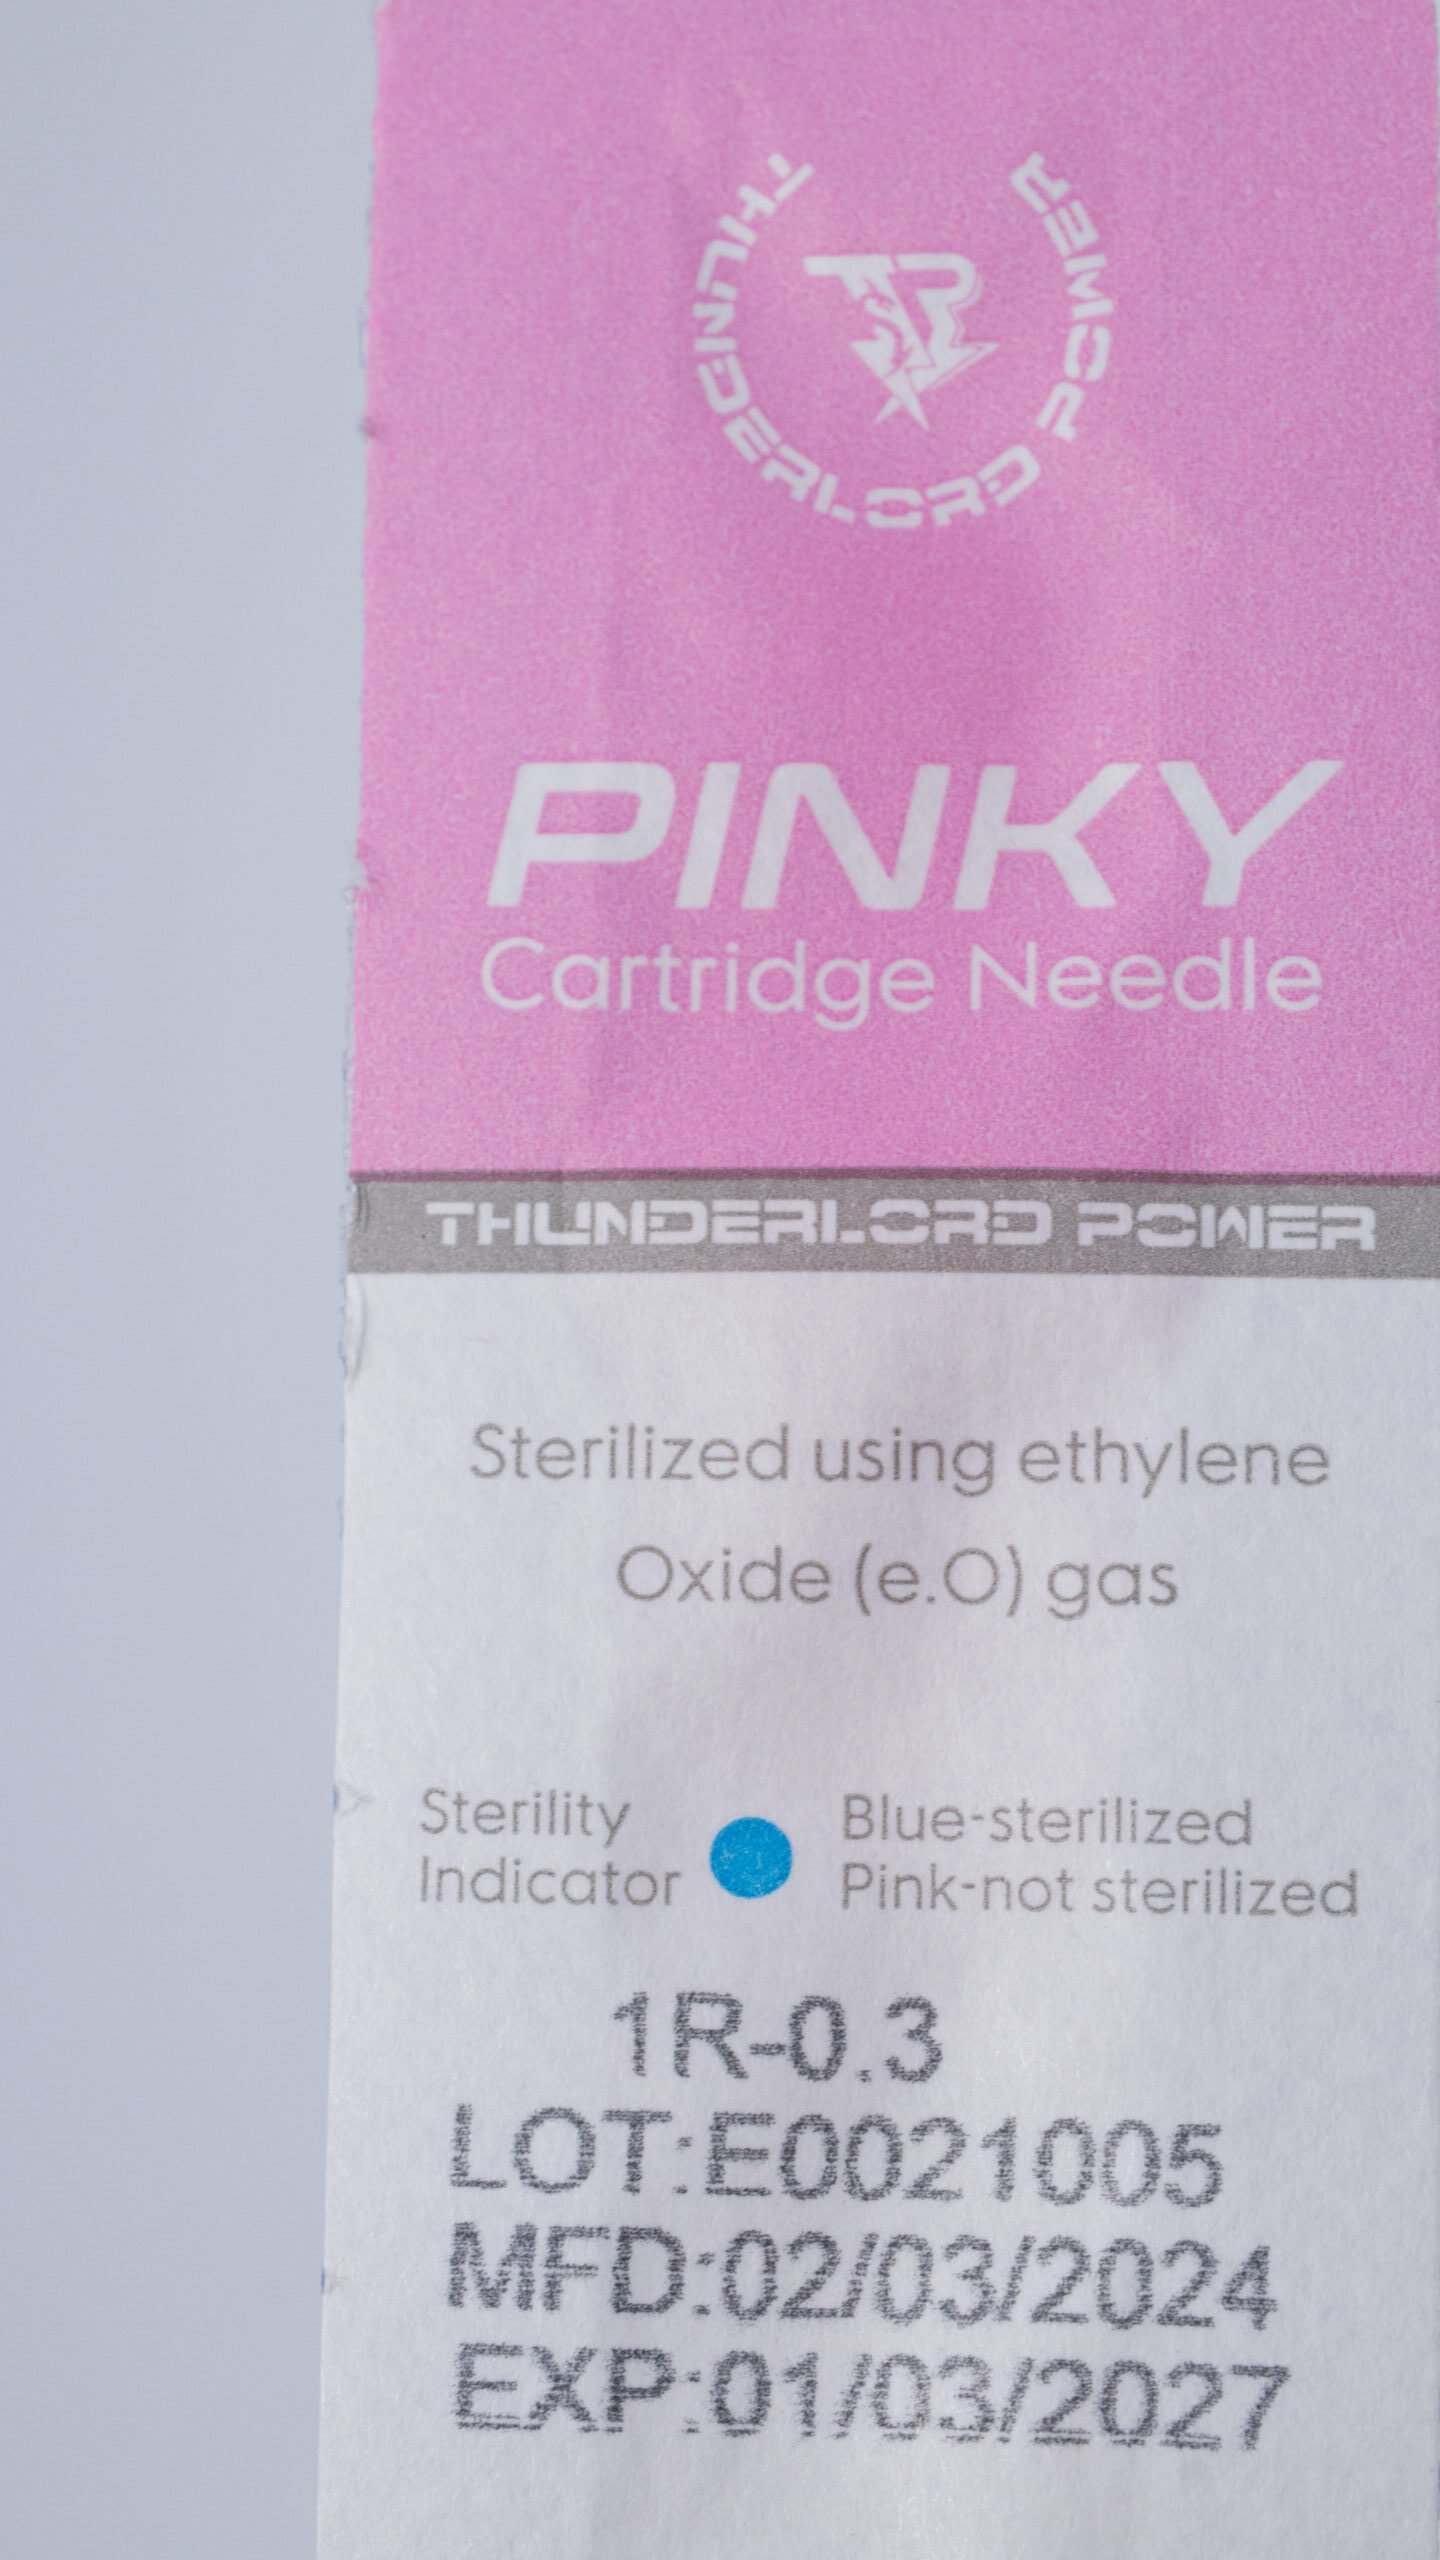 THUNDERLORD POWER
TP
PINKY
Cartridge Needle
THUNDERLORD POWER
Sterilized using ethylene
Oxide (e.O) gas
Sterility
Indicator
Blue-sterilized
Pink-not sterilized
1R-0.3
LOT:E0021005
MFD:02/03/2024
EXP:01/03/2027